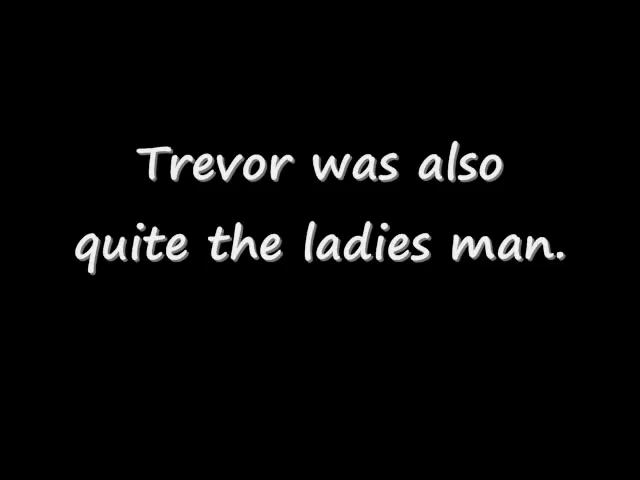 Trevor was also
quite the ladies man.